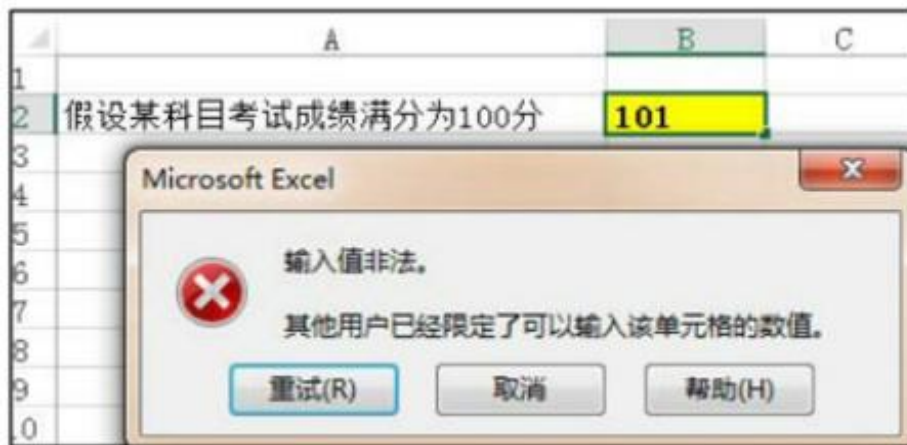 A B C
1
2 假设某科目考试成绩满分为100分 101
3
Microsoft Excel
4
5
输入值非法。
6
7
其他用户已经限定了可以输入该单元格的数值。
8
9
重试(R) 取消 帮助(H)
.0